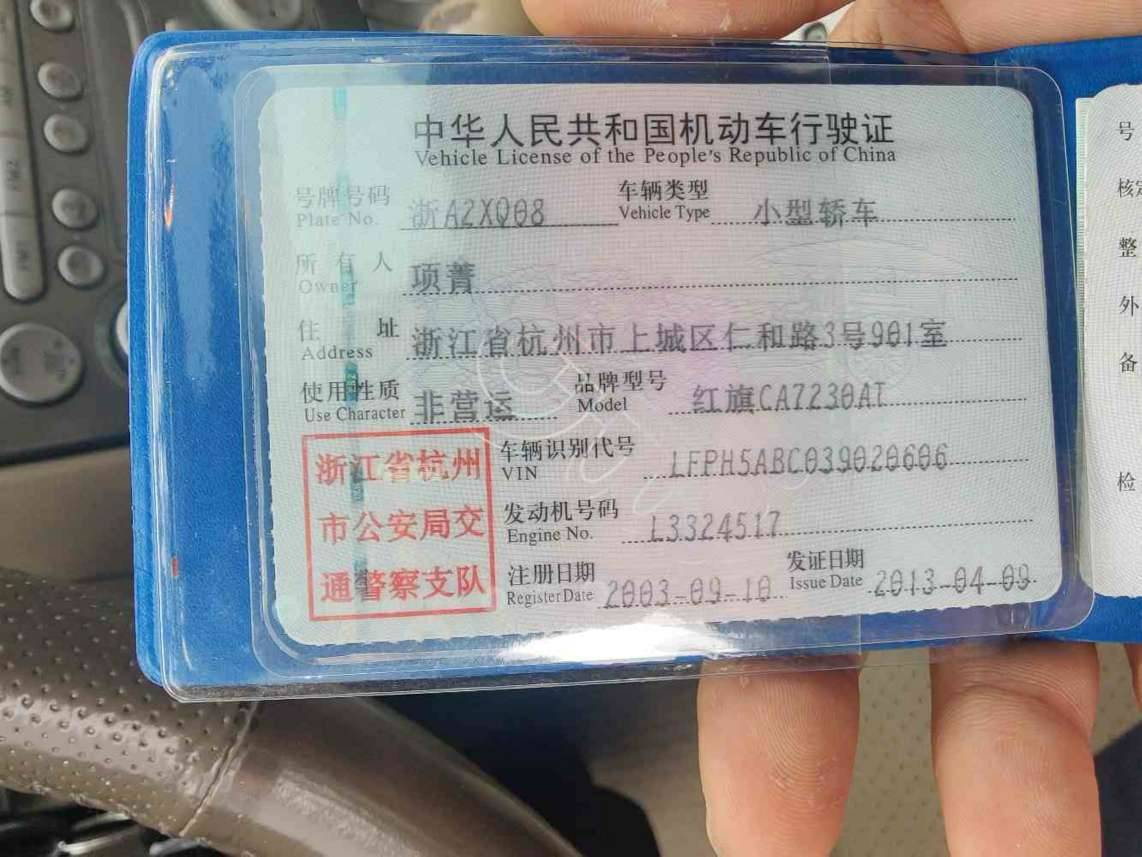 中华人民共和国机动车行驶证
Vehicle License of the People's Republic of China
号牌号码 浙A2XQ08 车辆类型 小型轿车
Plate No. Vehicle Type
所有人 项菁
Owner
住址 浙江省杭州市上城区仁和路3号901室
Address
使用性质 非营运 品牌型号 红旗CA7230AT
Use Character Model
浙江省杭州
市公安局交
通警察支队
车辆识别代号 LFPH5ABC039020606
VIN
发动机号码 L3324517
Engine No.
注册日期 2003-09-10 发证日期 2013-04-09
Register Date Issue Date
号
核定
整
外
备
检